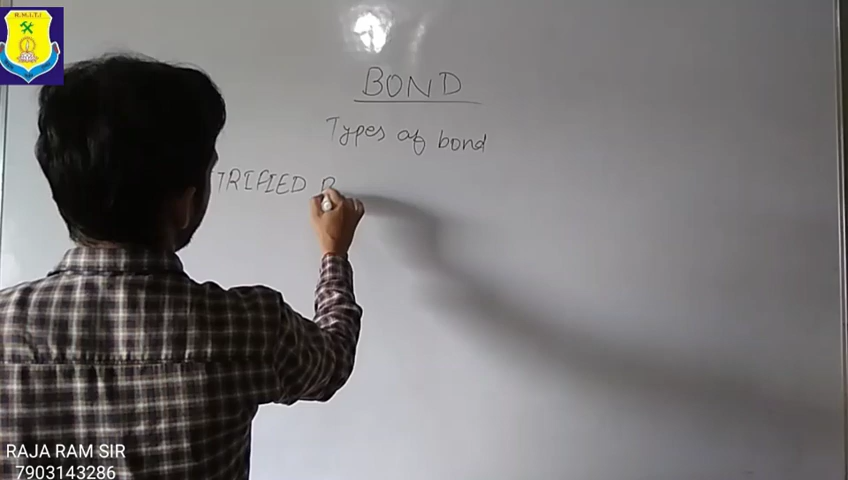 R.M.I.T.I
BOND
Types of bond
TRIFIED B
RAJA RAM SIR
7903143286